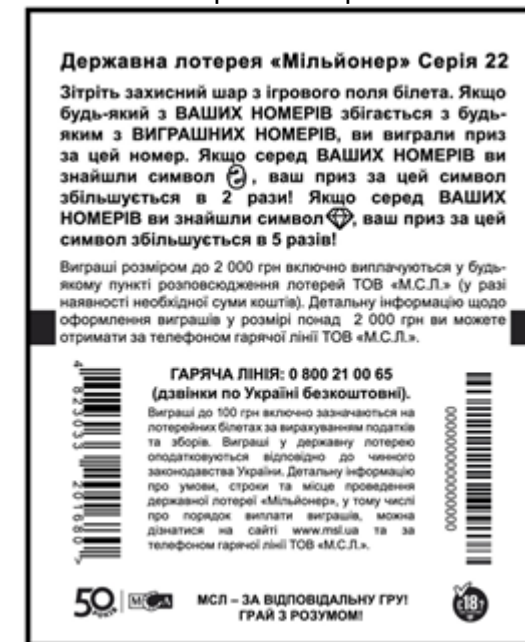 Державна лотерея «Мільйонер» Серія 22
Зітріть захисний шар з ігрового поля білета. Якщо
будь-який з ВАШИХ НОМЕРІВ збігається з будь-
яким з ВИГРАШНИХ НОМЕРІВ, ви виграли приз
за цей номер. Якщо серед ВАШИХ НОМЕРІВ ви
знайшли символ , ваш приз за цей символ
збільшується в 2 рази! Якщо серед ВАШИХ
НОМЕРІВ ви знайшли символ , ваш приз за цей
символ збільшується в 5 разів!
Виграші розміром до 2 000 грн включно виплачуються у будь-
якому пункті розповсюдження лотерей ТОВ «М.С.Л.» (у разі
наявності необхідної суми коштів). Детальну інформацію щодо
оформлення виграшів у розмірі понад 2 000 грн ви можете
отримати за телефоном гарячої лінії ТОВ «М.С.Л.».
ГАРЯЧА ЛІНІЯ: 0 800 21 00 65
(дзвінки по Україні безкоштовні).
Виграші до 100 грн включно зазначаються на
лотерейних білетах за вирахуванням податків
та зборів. Виграші у державну лотерею
оподатковуються відповідно до чинного
законодавства України. Детальну інформацію
про умови, строки та місце проведення
державної лотереї «Мільйонер», у тому числі
про порядок виплати виграшів, можна
дізнатися на сайті www.msl.ua та за
телефоном гарячої лінії ТОВ «М.С.Л.».
50
МСЛ – ЗА ВІДПОВІДАЛЬНУ ГРУ!
ГРАЙ З РОЗУМОМ!
18+